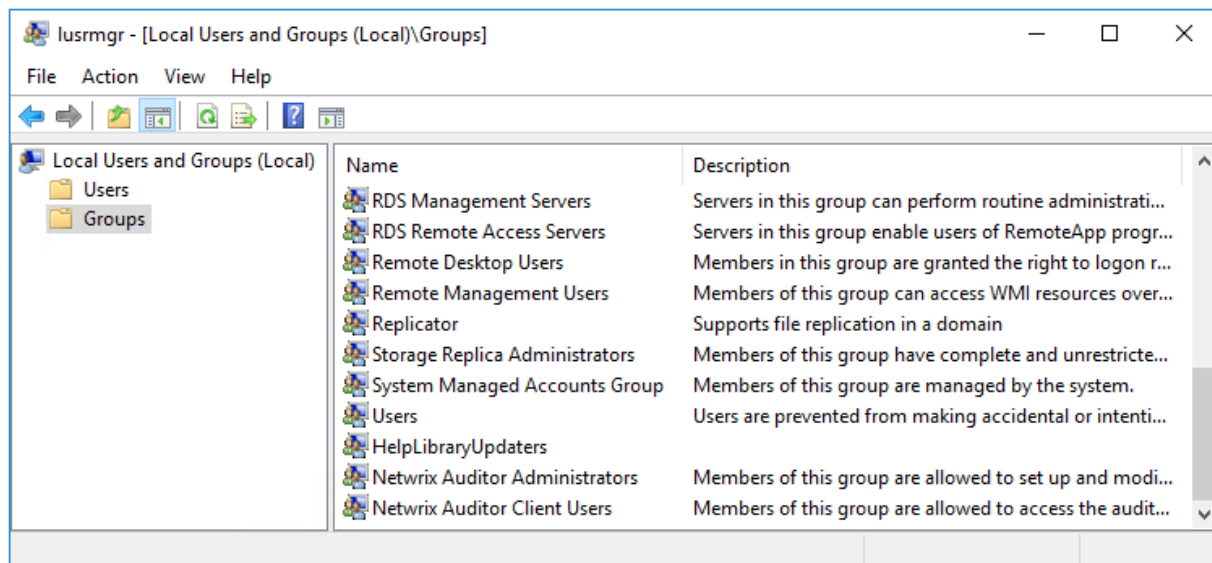 lusrmgr - [Local Users and Groups (Local)\Groups]
File Action View Help
Local Users and Groups (Local)
Users
Groups
Name Description
RDS Management Servers Servers in this group can perform routine administrati...
RDS Remote Access Servers Servers in this group enable users of RemoteApp progr...
Remote Desktop Users Members in this group are granted the right to logon r...
Remote Management Users Members of this group can access WMI resources over...
Replicator Supports file replication in a domain
Storage Replica Administrators Members of this group have complete and unrestricte...
System Managed Accounts Group Members of this group are managed by the system.
Users Users are prevented from making accidental or intenti...
HelpLibraryUpdaters
Netwrix Auditor Administrators Members of this group are allowed to set up and modi...
Netwrix Auditor Client Users Members of this group are allowed to access the audit...